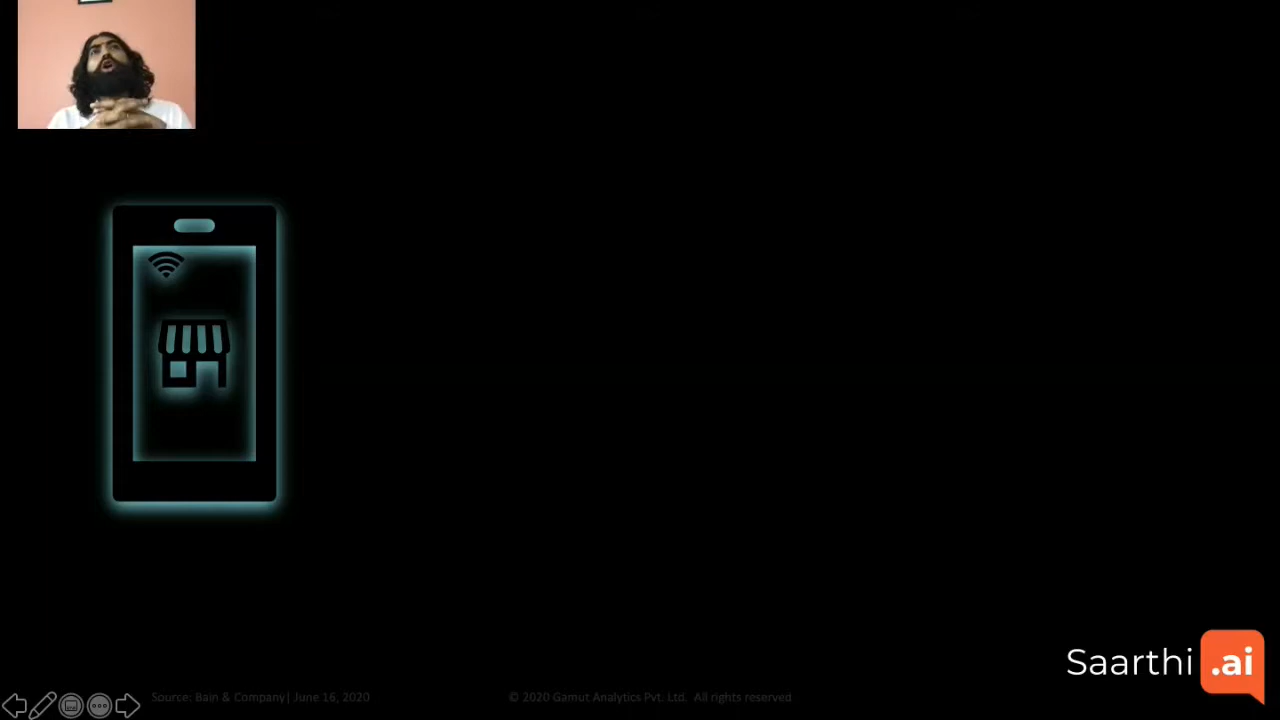 Saarthi .ai
Source: Bain & Company| June 16, 2020
© 2020 Gamut Analytics Pvt. Ltd. All rights reserved